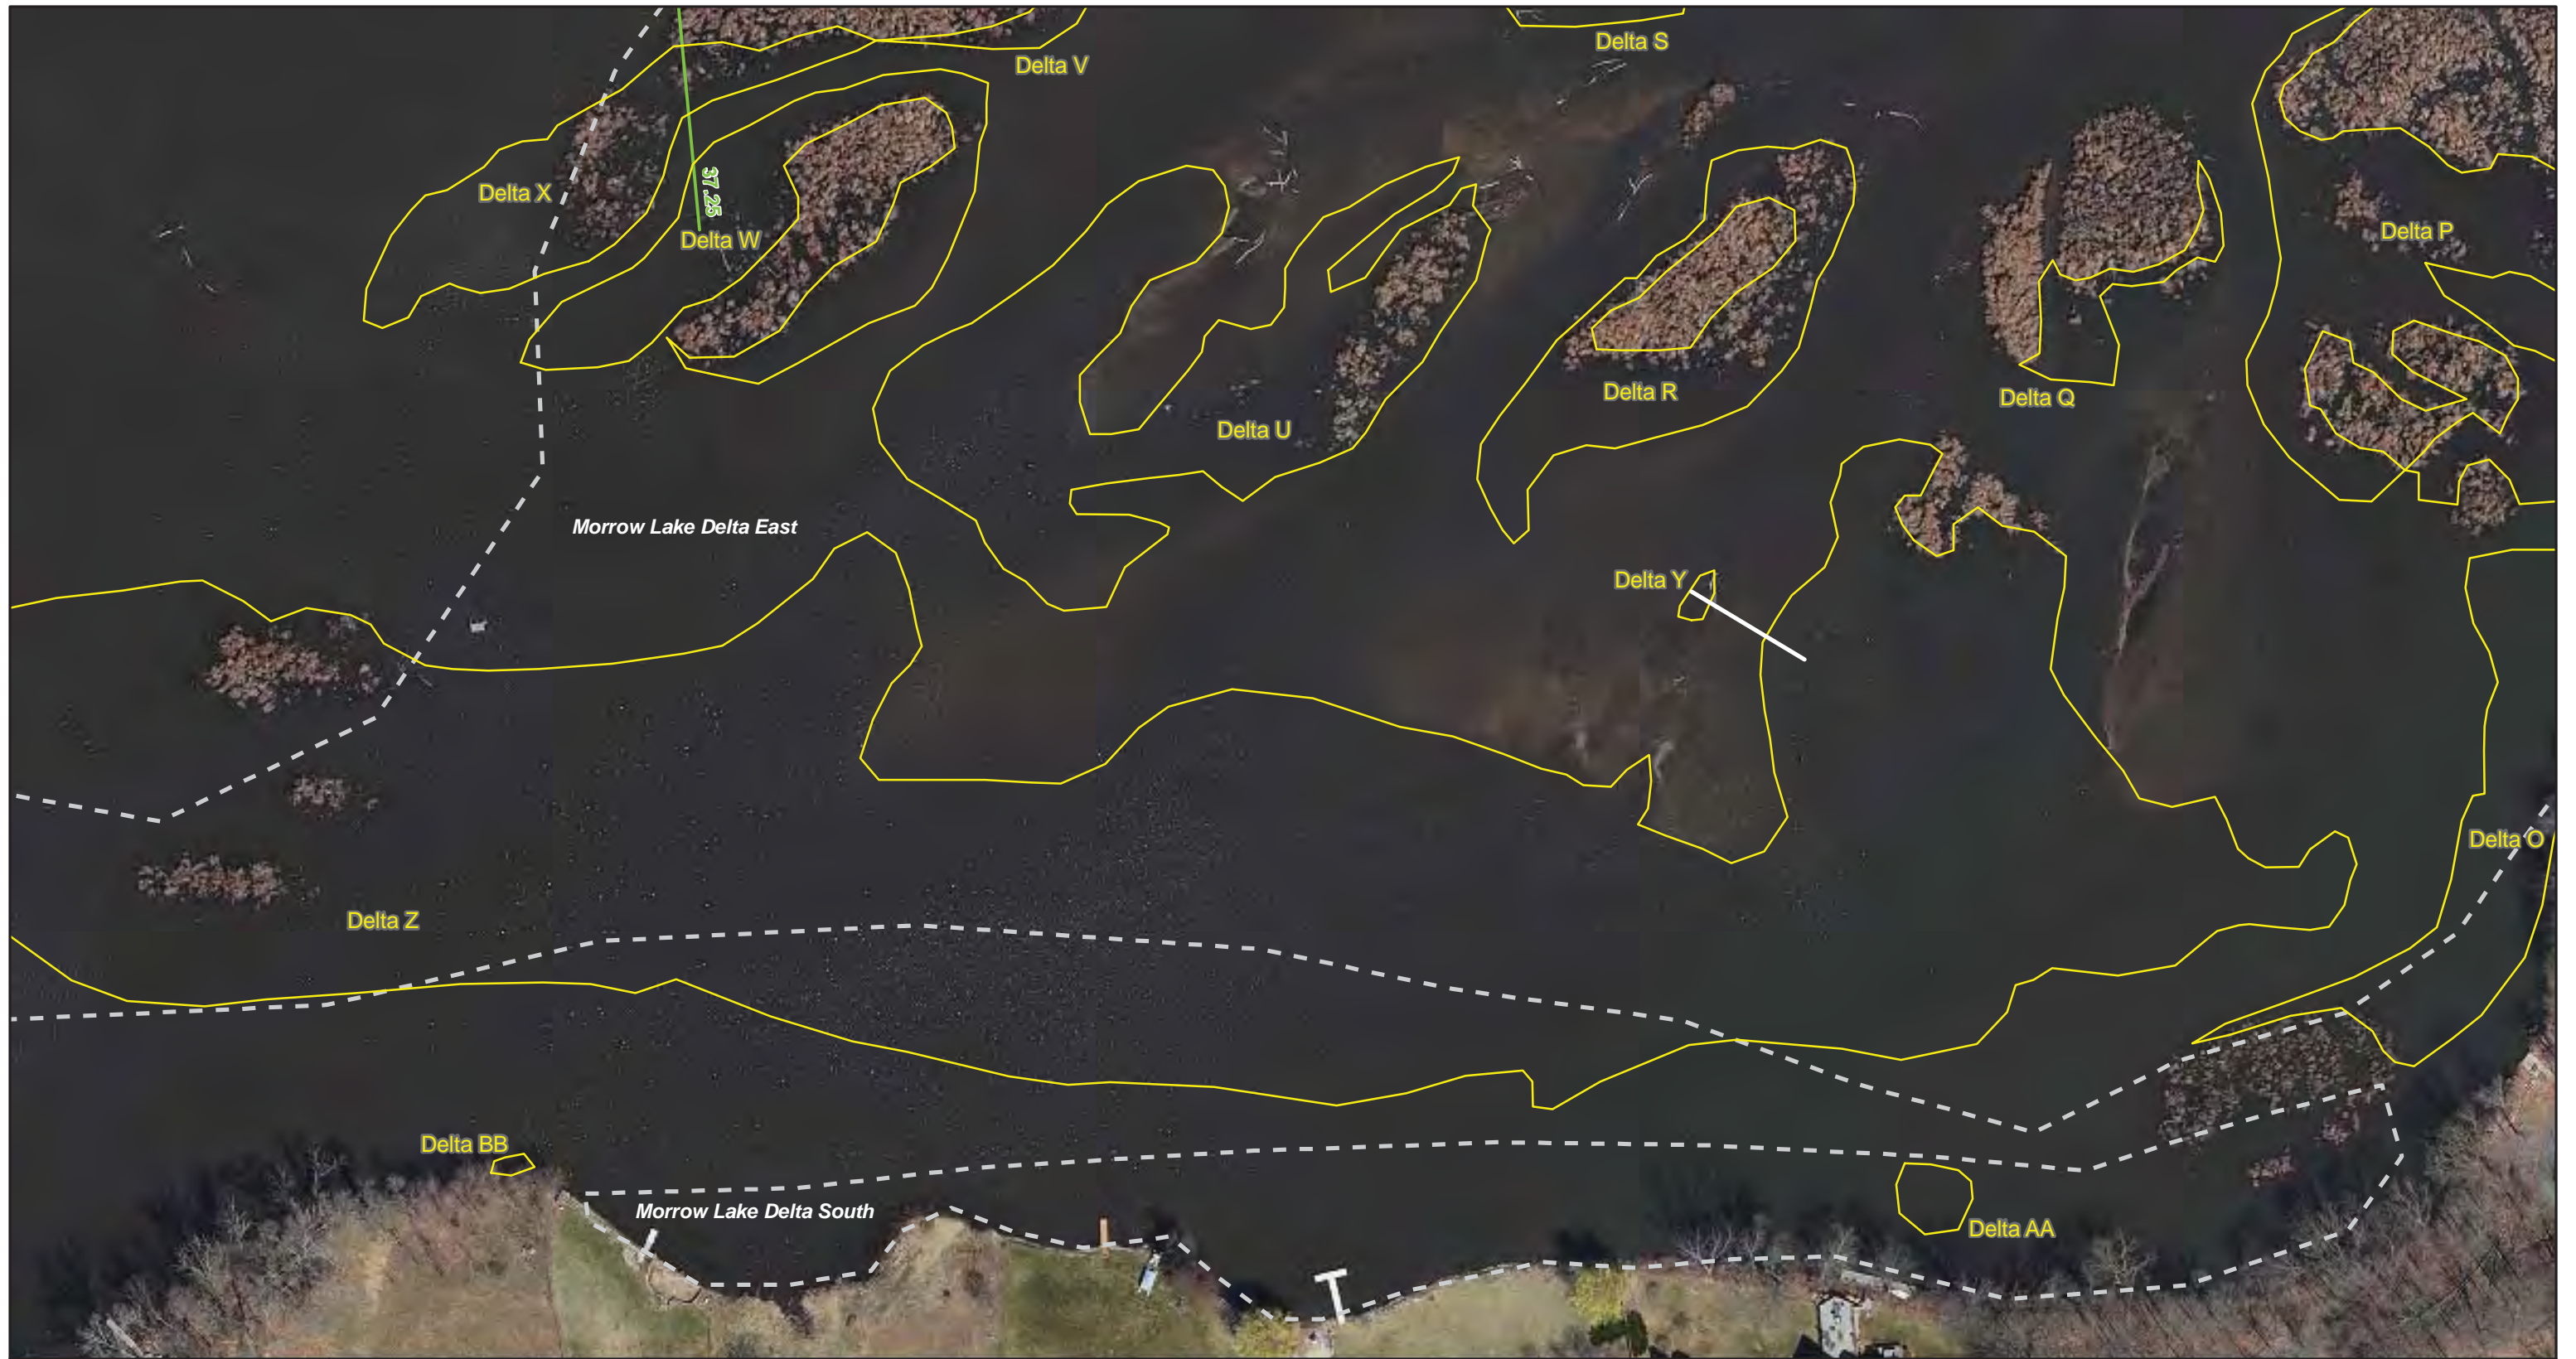 Delta S
Delta V
Delta X
37.25
Delta W
Delta P
Delta R
Delta Q
Delta U
Morrow Lake Delta East
Delta Y
Delta O
Delta Z
Delta BB
Morrow Lake Delta South
Delta AA